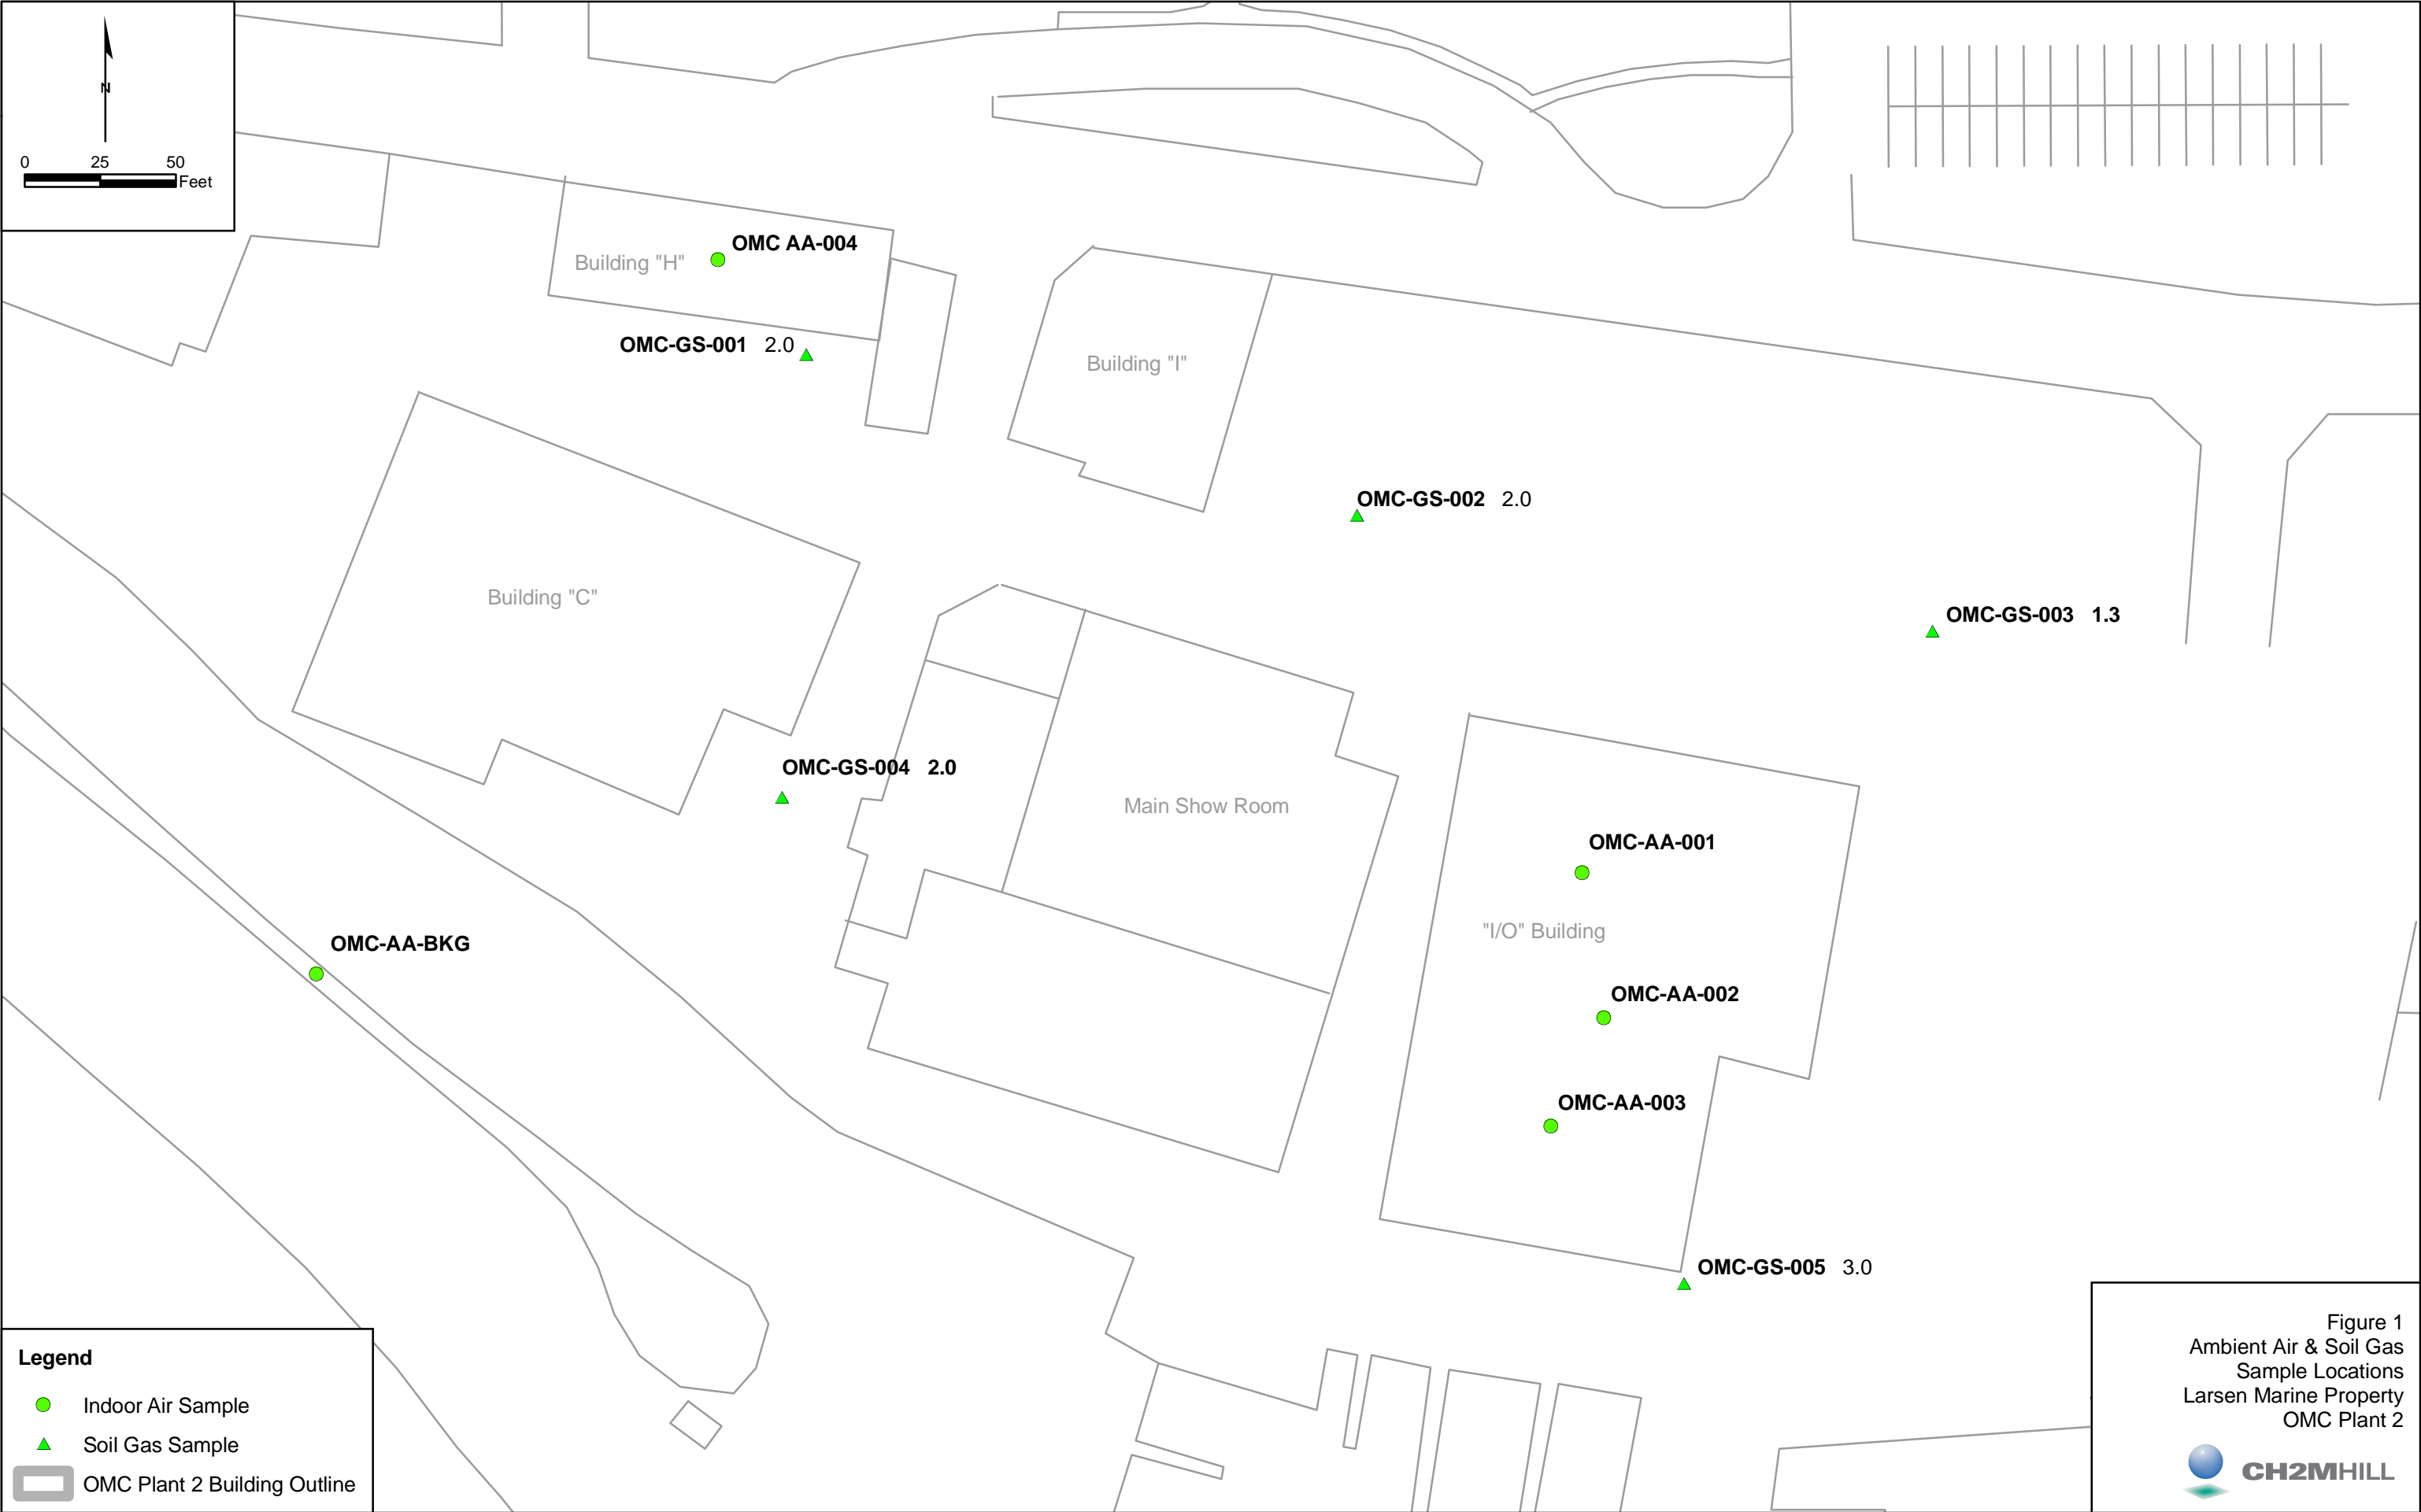 N
0 25 50
Feet
OMC AA-004
Building "H"
OMC-GS-001 2.0
Building "I"
OMC-GS-002 2.0
Building "C"
OMC-GS-003 1.3
OMC-GS-004 2.0
Main Show Room
OMC-AA-001
"I/O" Building
OMC-AA-BKG
OMC-AA-002
OMC-AA-003
OMC-GS-005 3.0
Legend
Indoor Air Sample
Soil Gas Sample
OMC Plant 2 Building Outline
Figure 1
Ambient Air & Soil Gas
Sample Locations
Larsen Marine Property
OMC Plant 2
CH2MHILL